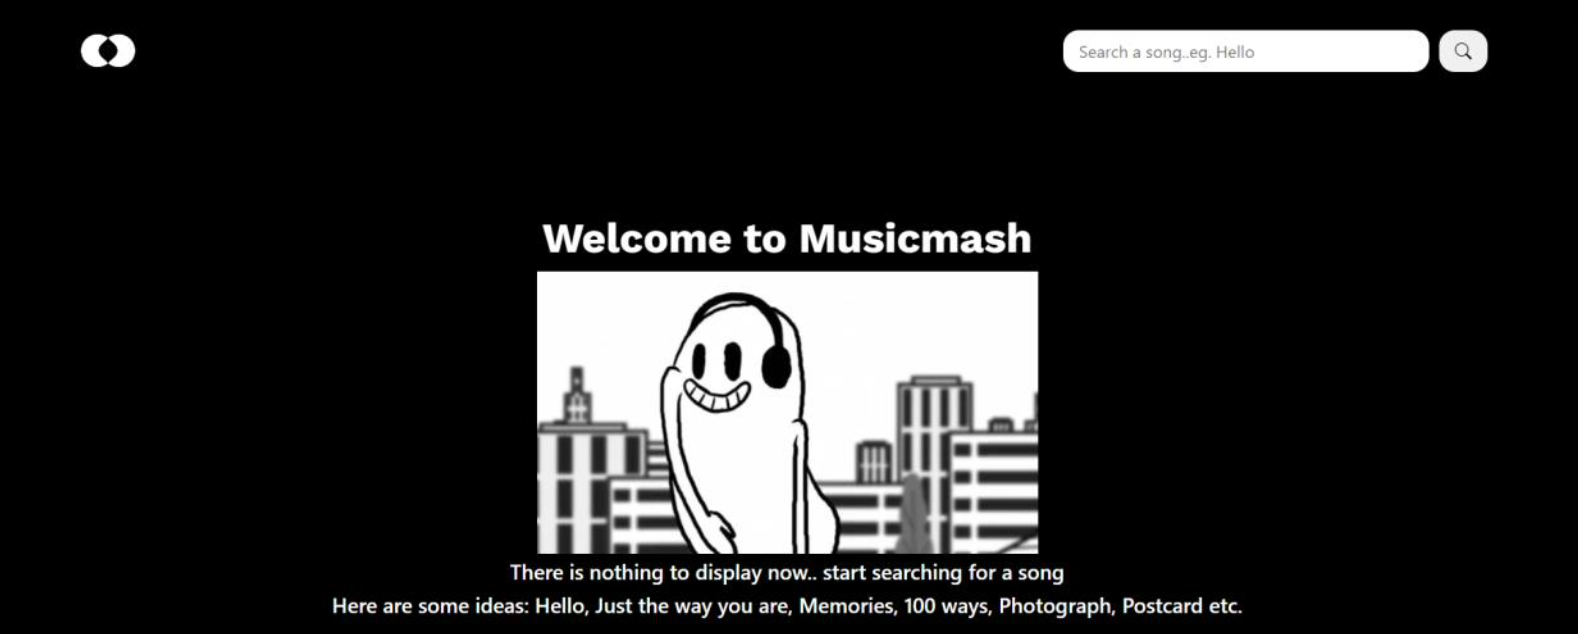 Search a song..eg. Hello
Welcome to Musicmash
There is nothing to display now.. start searching for a song
Here are some ideas: Hello, Just the way you are, Memories, 100 ways, Photograph, Postcard etc.